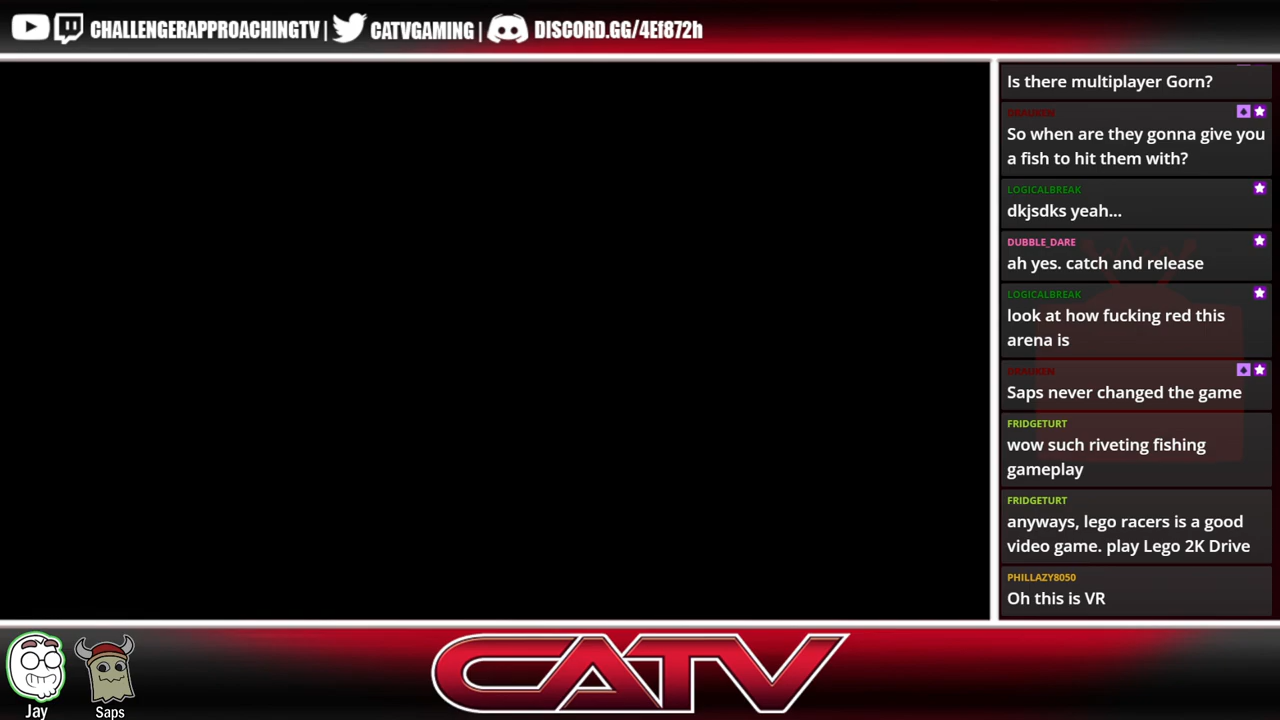 CHALLENGERAPPROACHINGTV | CATVGAMING | DISCORD.GG/4Ef872h
Is there multiplayer Gorn?
DRAUKEN
So when are they gonna give you
a fish to hit them with?
LOGICALBREAK
dkjsdks yeah...
DUBBLE_DARE
ah yes. catch and release
LOGICALBREAK
look at how fucking red this
arena is
DRAUKEN
Saps never changed the game
FRIDGETURT
wow such riveting fishing
gameplay
FRIDGETURT
anyways, lego racers is a good
video game. play Lego 2K Drive
PHILLAZY8050
Oh this is VR
CATV
Jay
Saps